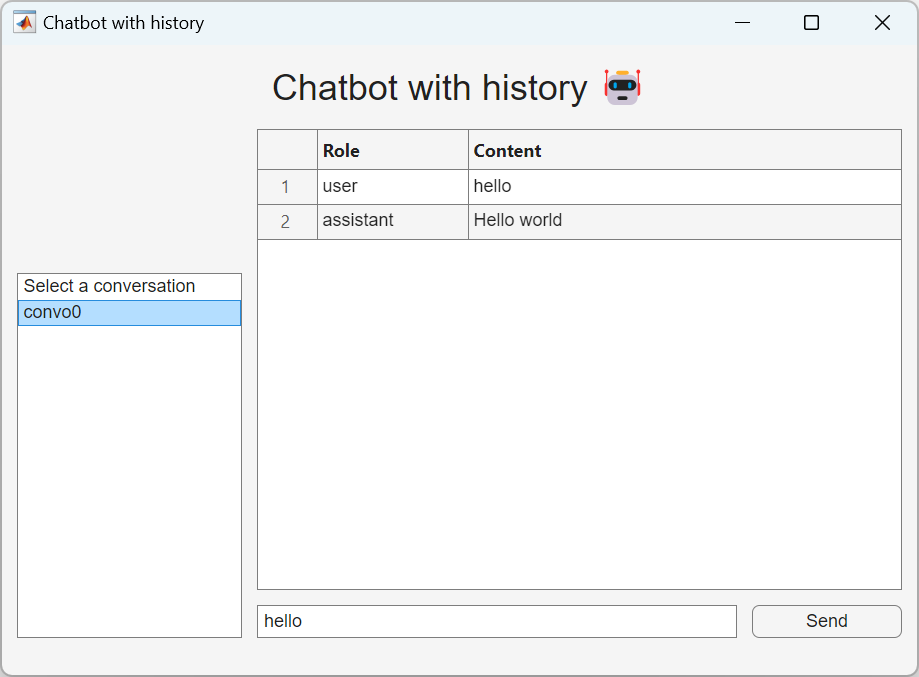 Chatbot with history
Chatbot with history 🤖
Role Content
1 user hello
2 assistant Hello world
Select a conversation
convo0
hello Send